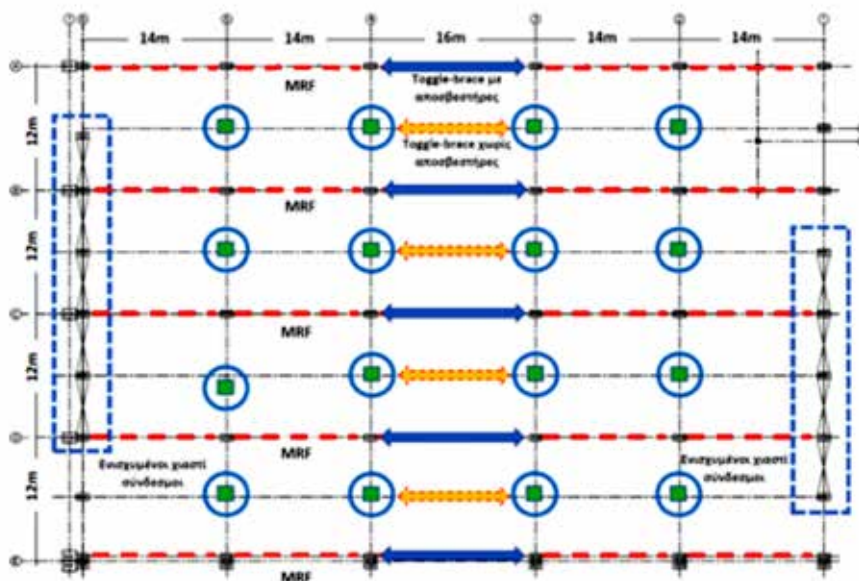 14m 14m 16m 14m 14m
MRF
Toggle-brace με
αποσβεστήρες
12m
Toggle-brace χωρίς
αποσβεστήρες
MRF
12m
MRF
12m
MRF
Ενισχυμένοι χιαστί
σύνδεσμοι
Ενισχυμένοι χιαστί
σύνδεσμοι
12m
MRF